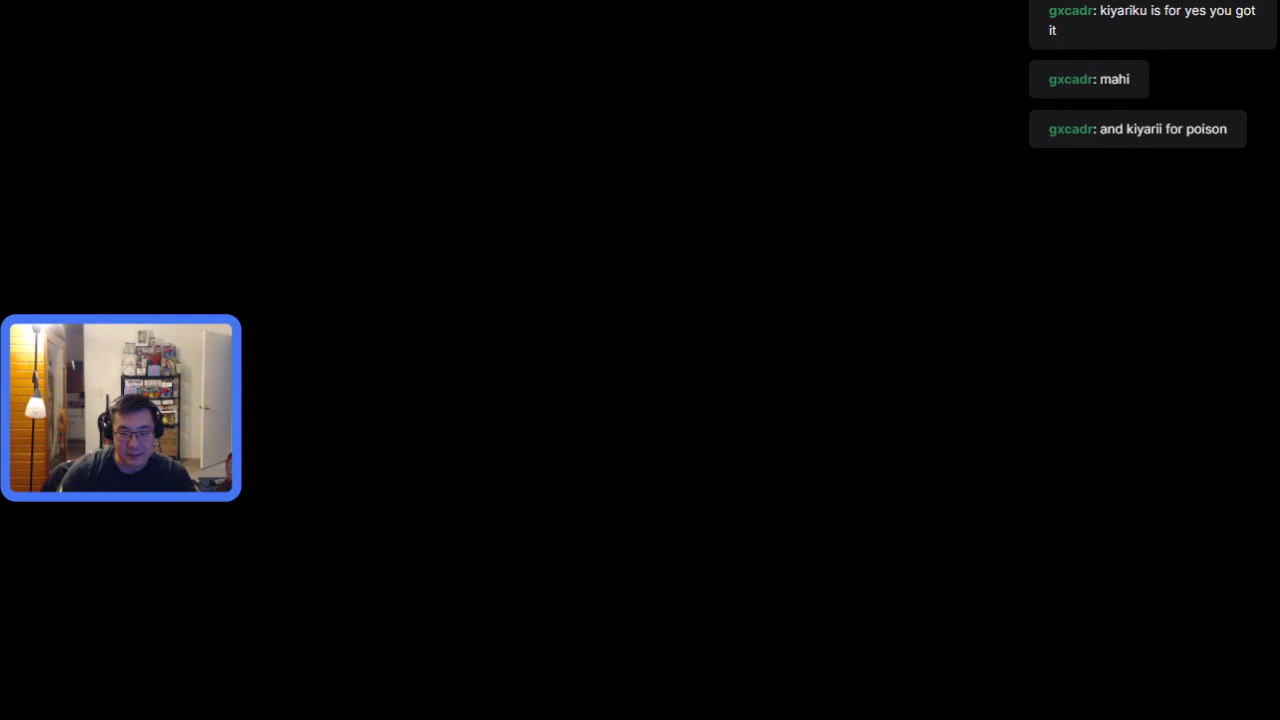 gxcadr: kiyariku is for yes you got
it
gxcadr: mahi
gxcadr: and kiyarii for poison